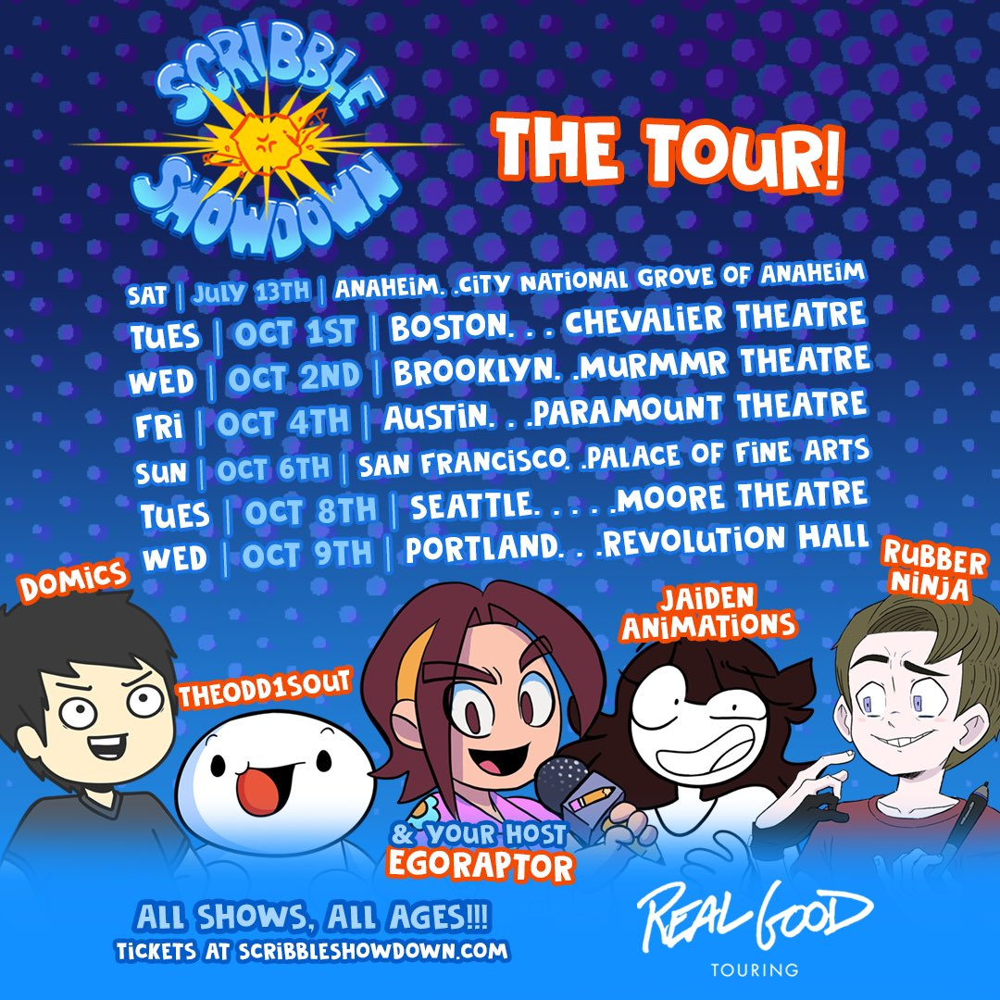 SCRIBBLE
SHOWDOWN
THE TOUR!
SAT | JULY 13TH | ANAHEIM. .CITY NATIONAL GROVE OF ANAHEIM
TUES | OCT 1ST | BOSTON. . . CHEVALIER THEATRE
WED | OCT 2ND | BROOKLYN. .MURMMR THEATRE
FRI | OCT 4TH | AUSTIN. . .PARAMOUNT THEATRE
SUN | OCT 6TH | SAN FRANCISCO. .PALACE OF FINE ARTS
TUES | OCT 8TH | SEATTLE. . . . .MOORE THEATRE
WED | OCT 9TH | PORTLAND. . .REVOLUTION HALL
DOMICS
THEODD1SOUT
JAIDEN
ANIMATIONS
RUBBER
NINJA
& YOUR HOST
EGORAPTOR
ALL SHOWS, ALL AGES!!!
TICKETS AT SCRIBBLESHOWDOWN.COM
REAL GOOD
TOURING